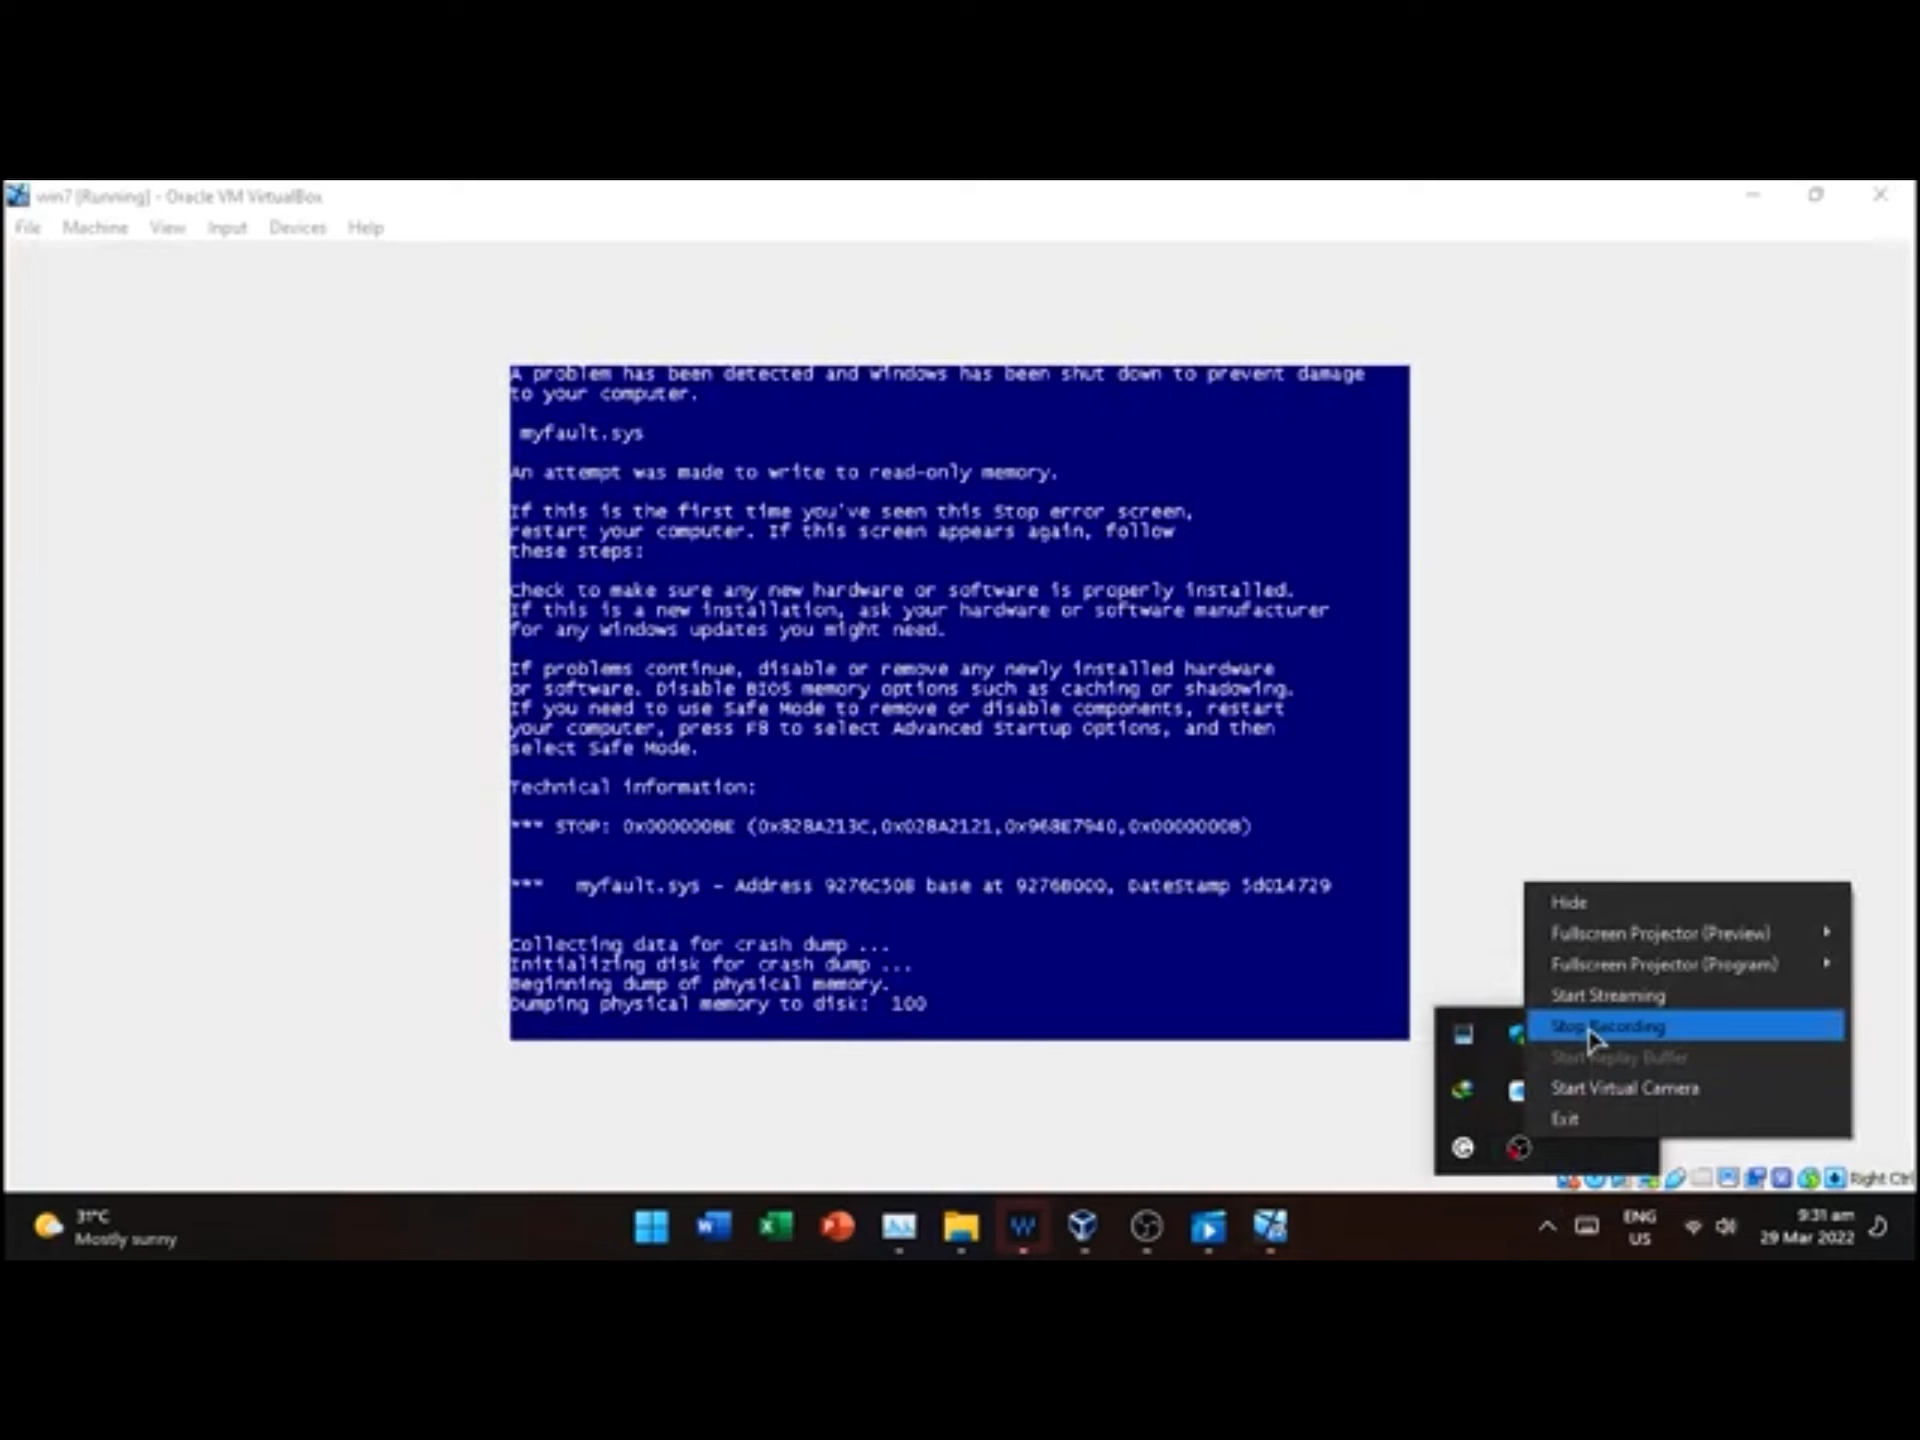 win7 [Running] - Oracle VM VirtualBox
File Machine View Input Devices Help
A problem has been detected and Windows has been shut down to prevent damage
to your computer.
myfault.sys
An attempt was made to write to read-only memory.
If this is the first time you've seen this Stop error screen,
restart your computer. If this screen appears again, follow
these steps:
Check to make sure any new hardware or software is properly installed.
If this is a new installation, ask your hardware or software manufacturer
for any Windows updates you might need.
If problems continue, disable or remove any newly installed hardware
or software. Disable BIOS memory options such as caching or shadowing.
If you need to use Safe Mode to remove or disable components, restart
your computer, press F8 to select Advanced Startup Options, and then
select Safe Mode.
Technical information:
*** STOP: 0x000000BE (0x828A213C,0x028A2121,0x968E7940,0x0000000B)
*** myfault.sys - Address 9276C508 base at 9276B000, DateStamp 5d014729
Collecting data for crash dump ...
Initializing disk for crash dump ...
Beginning dump of physical memory.
Dumping physical memory to disk: 100
Hide
Fullscreen Projector (Preview)
Fullscreen Projector (Program)
Start Streaming
Stop Recording
Start Replay Buffer
Start Virtual Camera
Exit
Right Ctrl
31°C
Mostly sunny
ENG
US
9:31 am
29 Mar 2022